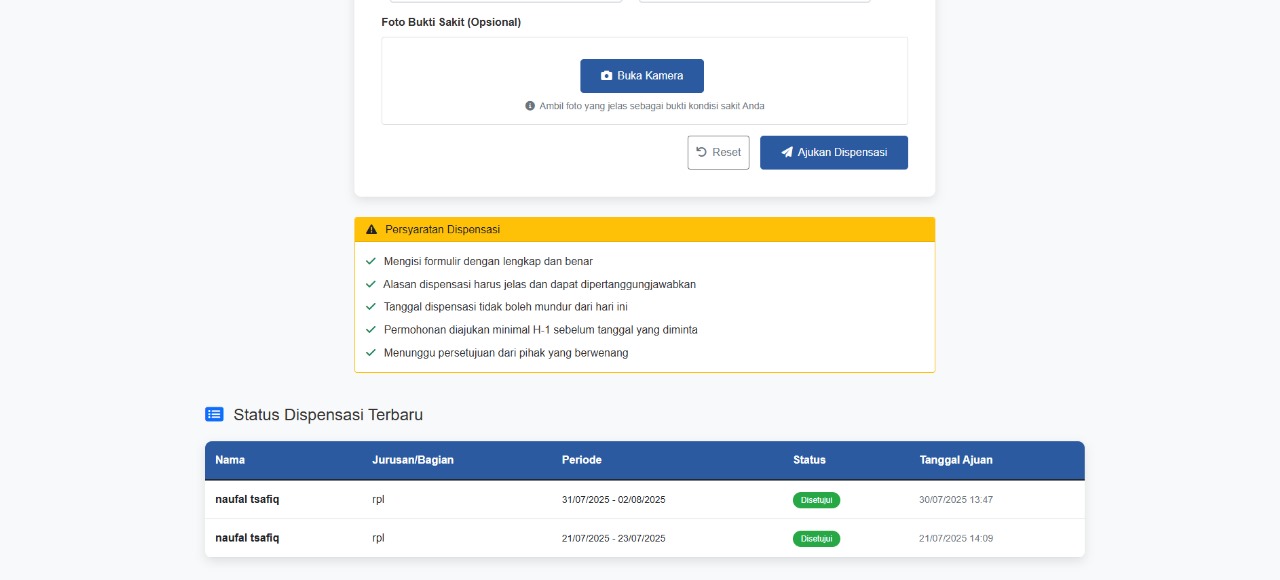 Foto Bukti Sakit (Opsional)
Buka Kamera
Ambil foto yang jelas sebagai bukti kondisi sakit Anda
Reset
Ajukan Dispensasi
Persyaratan Dispensasi
Mengisi formulir dengan lengkap dan benar
Alasan dispensasi harus jelas dan dapat dipertanggungjawabkan
Tanggal dispensasi tidak boleh mundur dari hari ini
Permohonan diajukan minimal H-1 sebelum tanggal yang diminta
Menunggu persetujuan dari pihak yang berwenang
Status Dispensasi Terbaru
Nama Jurusan/Bagian Periode Status Tanggal Ajuan
naufal tsafiq rpl 31/07/2025 - 02/08/2025 Disetujui 30/07/2025 13:47
naufal tsafiq rpl 21/07/2025 - 23/07/2025 Disetujui 21/07/2025 14:09